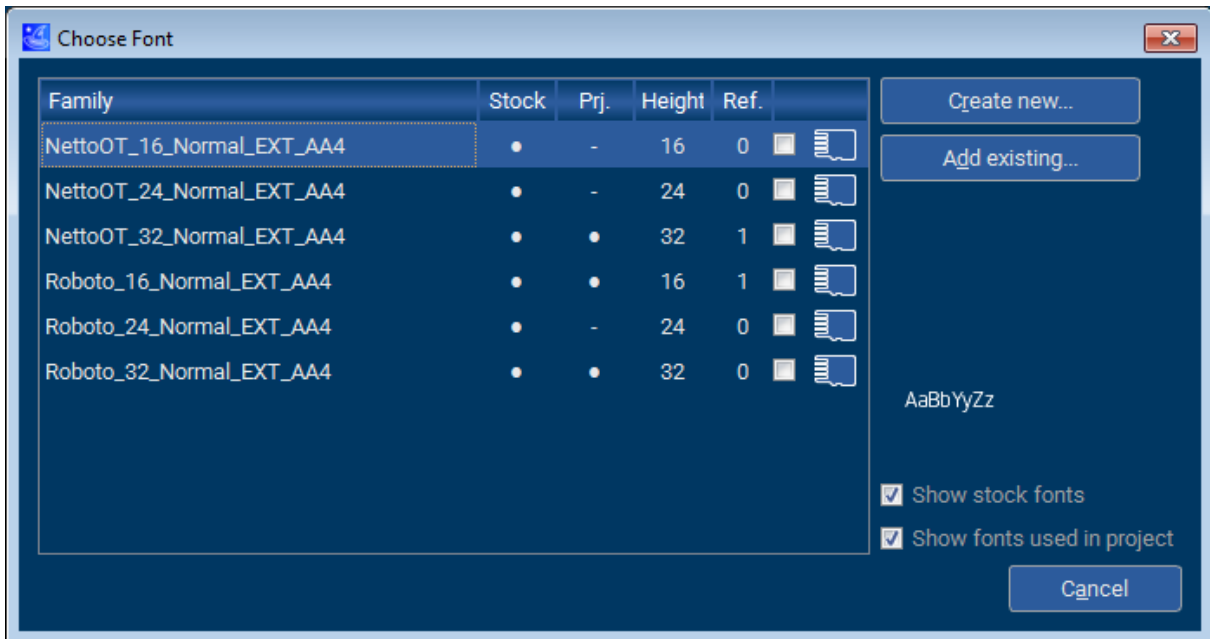 Choose Font
Family Stock Prj. Height Ref.
NettoOT_16_Normal_EXT_AA4 • - 16 0
NettoOT_24_Normal_EXT_AA4 • - 24 0
NettoOT_32_Normal_EXT_AA4 • • 32 1
Roboto_16_Normal_EXT_AA4 • • 16 1
Roboto_24_Normal_EXT_AA4 • - 24 0
Roboto_32_Normal_EXT_AA4 • • 32 0
Create new...
Add existing...
AaBbYyZz
Show stock fonts
Show fonts used in project
Cancel